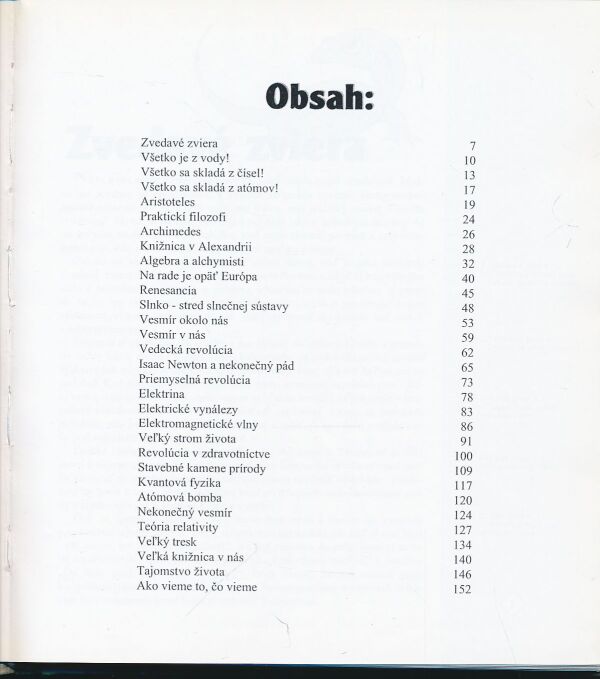 Obsah:
Zvedavé zviera 7
Všetko je z vody! 10
Všetko sa skladá z čísel! 13
Všetko sa skladá z atómov! 17
Aristoteles 19
Praktickí filozofi 24
Archimedes 26
Knižnica v Alexandrii 28
Algebra a alchymisti 32
Na rade je opäť Európa 40
Renesancia 45
Slnko - stred slnečnej sústavy 48
Vesmír okolo nás 53
Vesmír v nás 59
Vedecká revolúcia 62
Isaac Newton a nekonečný pád 65
Priemyselná revolúcia 73
Elektrina 78
Elektrické vynálezy 83
Elektromagnetické vlny 86
Veľký strom života 91
Revolúcia v zdravotníctve 100
Stavebné kamene prírody 109
Kvantová fyzika 117
Atómová bomba 120
Nekonečný vesmír 124
Teória relativity 127
Veľký tresk 134
Veľká knižnica v nás 140
Tajomstvo života 146
Ako vieme to, čo vieme 152